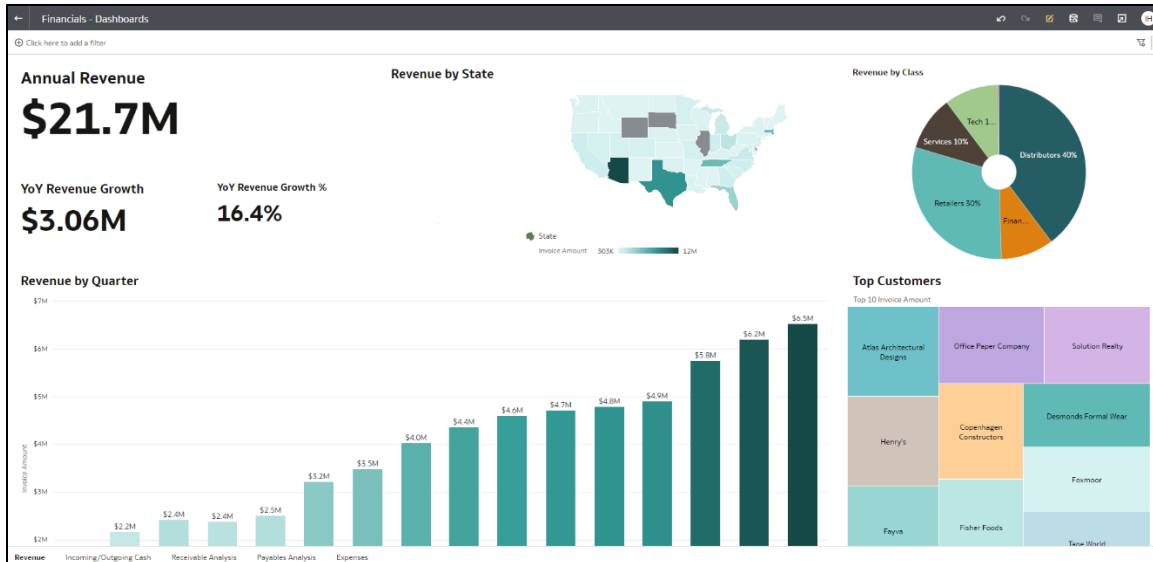 Financials - Dashboards
IH
Click here to add a filter
Annual Revenue
$21.7M
YoY Revenue Growth
$3.06M
YoY Revenue Growth %
16.4%
Revenue by State
State
Invoice Amount 303K 12M
Revenue by Class
Tech 1...
Services 10%
Distributors 40%
Retailers 30%
Finan...
Revenue by Quarter
$7M
$6M
$5M
$4M
$3M
$2M
Invoice Amount
$2.2M
$2.4M
$2.4M
$2.5M
$3.2M
$3.5M
$4.0M
$4.4M
$4.6M
$4.7M
$4.8M
$4.9M
$5.8M
$6.2M
$6.5M
Top Customers
Top 10 Invoice Amount
Atlas Architectural
Designs
Office Paper Company
Solution Realty
Henry's
Copenhagen
Constructors
Desmonds Formal Wear
Foxmoor
Fayva
Fisher Foods
Tape World
Revenue Incoming/Outgoing Cash Receivable Analysis Payables Analysis Expenses